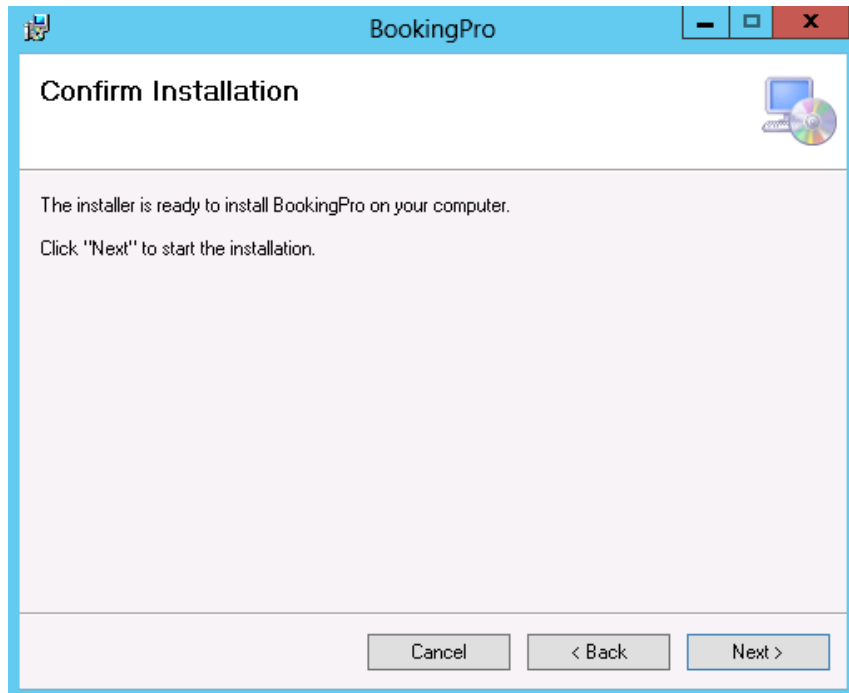 BookingPro
Confirm Installation
The installer is ready to install BookingPro on your computer.
Click "Next" to start the installation.
Cancel
< Back
Next >